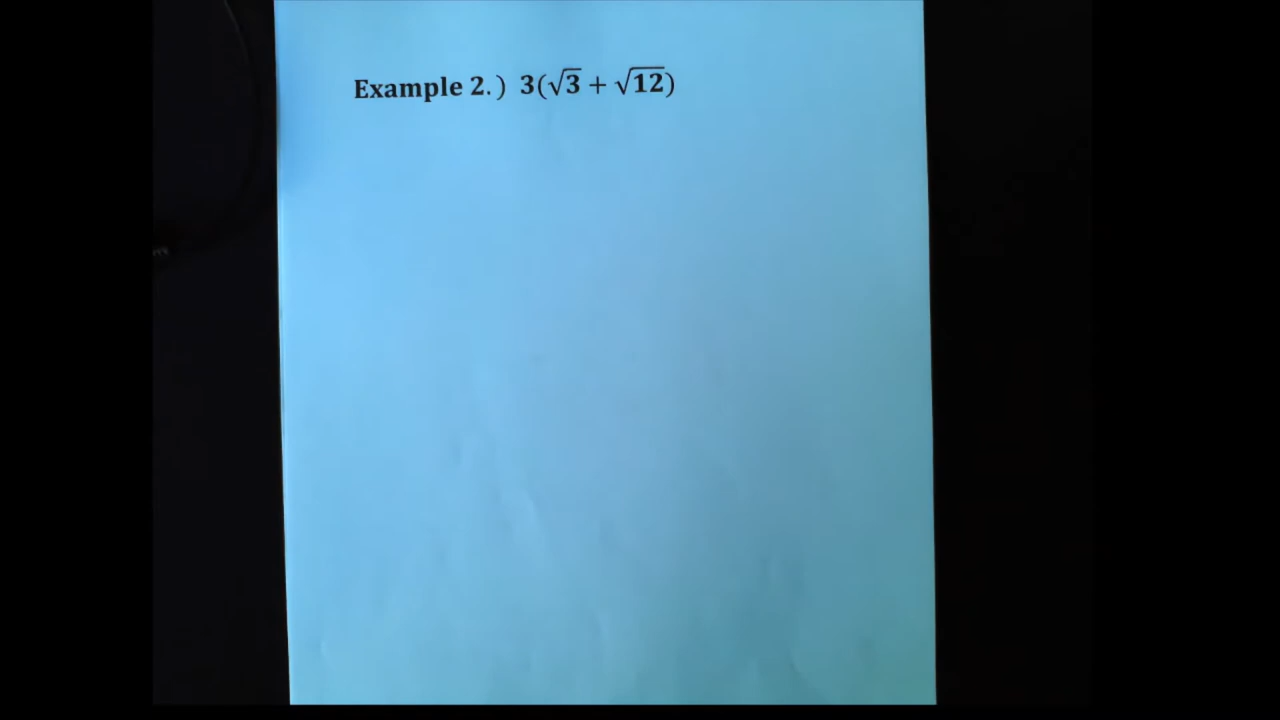 Example 2.) 3(√3 + √12)